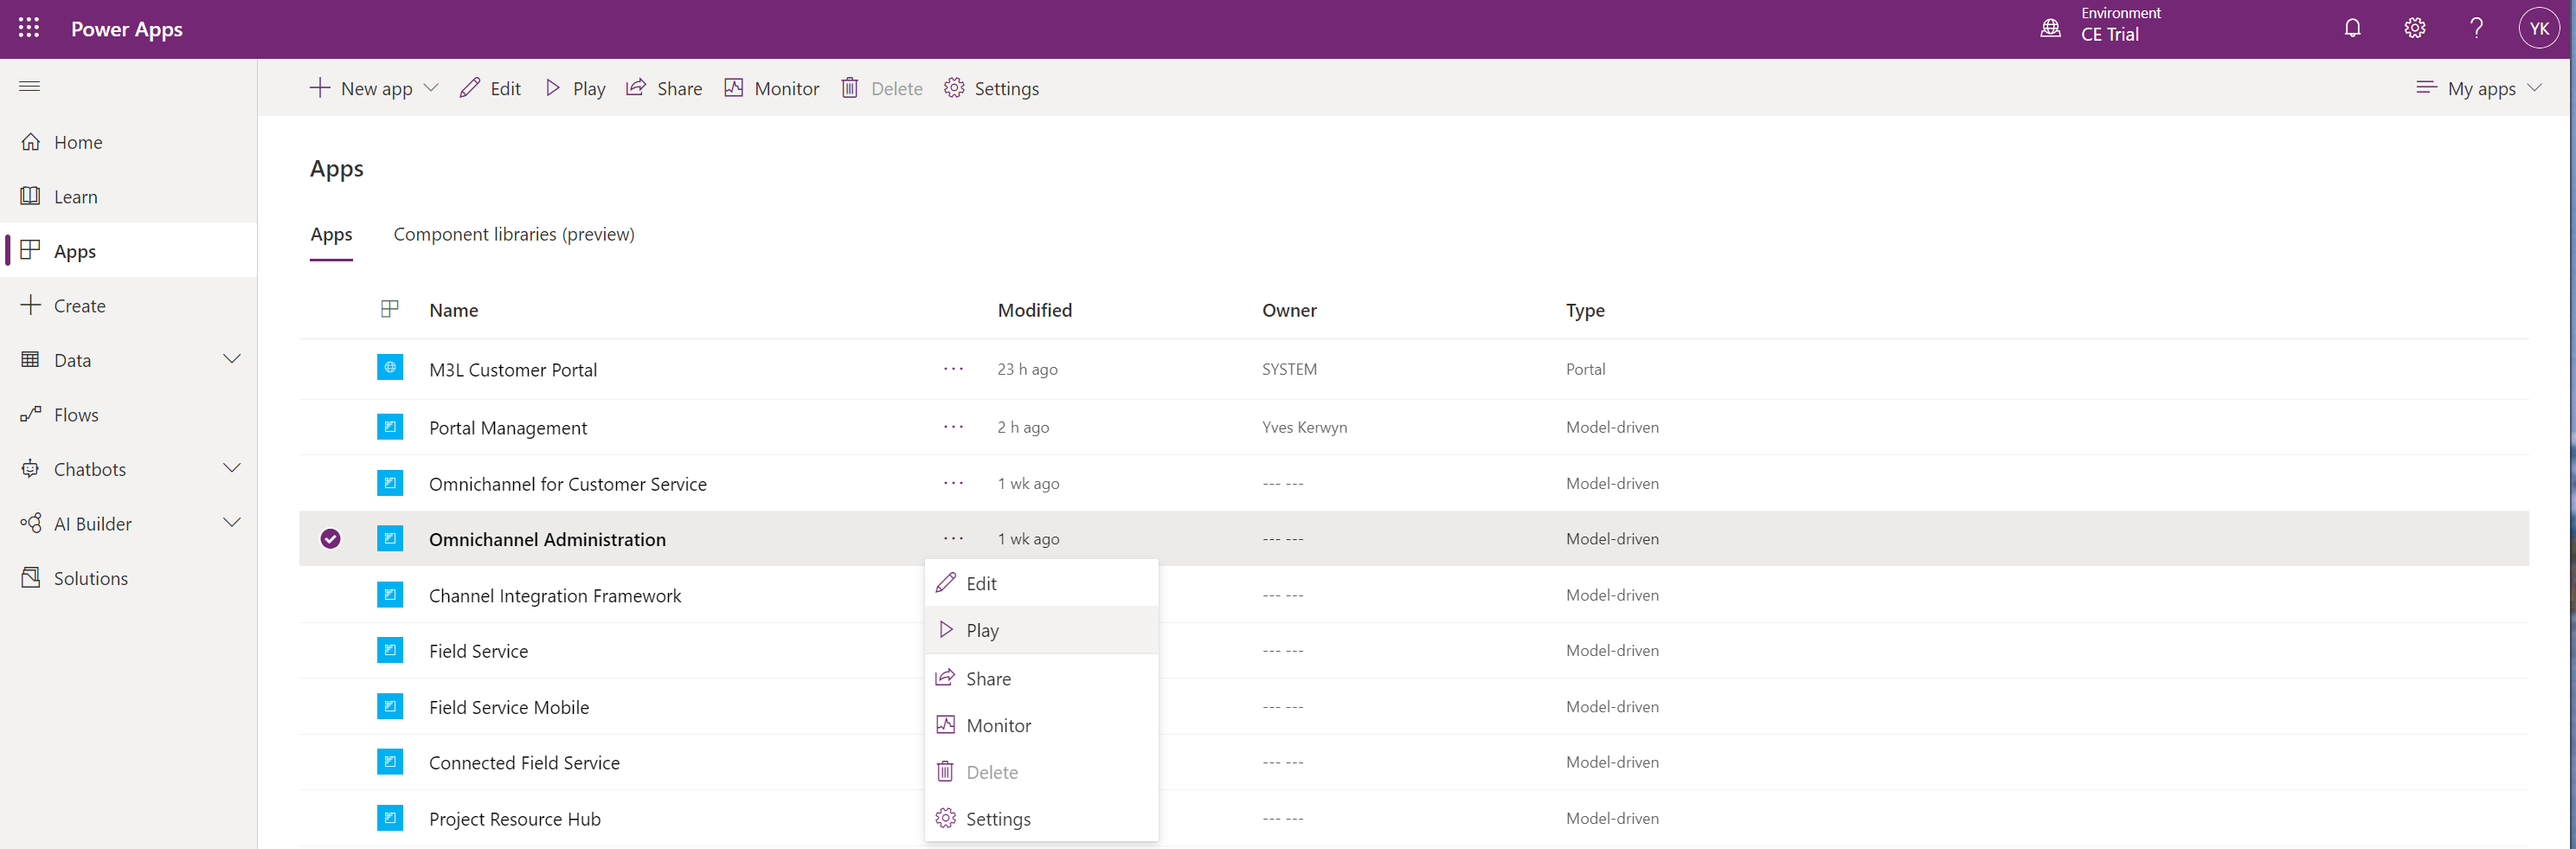 Power Apps
Environment
CE Trial
?
YK
New app
Edit
Play
Share
Monitor
Delete
Settings
My apps
Home
Learn
Apps
Create
Data
Flows
Chatbots
AI Builder
Solutions
Apps
Apps Component libraries (preview)
Name Modified Owner Type
M3L Customer Portal ... 23 h ago SYSTEM Portal
Portal Management ... 2 h ago Yves Kerwyn Model-driven
Omnichannel for Customer Service ... 1 wk ago --- --- Model-driven
Omnichannel Administration ... 1 wk ago --- --- Model-driven
Channel Integration Framework --- --- Model-driven
Field Service --- --- Model-driven
Field Service Mobile --- --- Model-driven
Connected Field Service --- --- Model-driven
Project Resource Hub --- --- Model-driven
Edit
Play
Share
Monitor
Delete
Settings